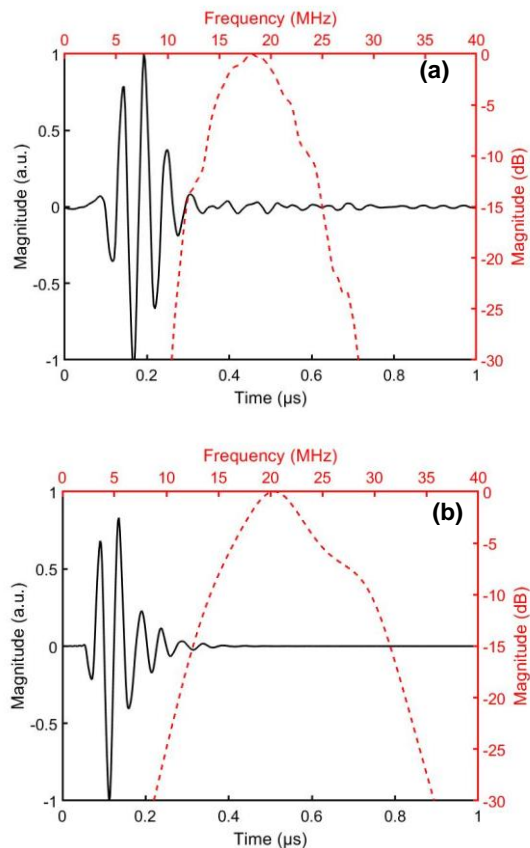 Frequency (MHz)
0 5 10 15 20 25 30 35 40
(a)
1 0
0.5 -5
-10
0 -15
-20
-0.5 -25
-1 -30
Magnitude (a.u.)
Magnitude (dB)
0 0.2 0.4 0.6 0.8 1
Time (μs)
Frequency (MHz)
0 5 10 15 20 25 30 35 40
(b)
1 0
0.5 -5
-10
0 -15
-20
-0.5 -25
-1 -30
Magnitude (a.u.)
Magnitude (dB)
0 0.2 0.4 0.6 0.8 1
Time (μs)